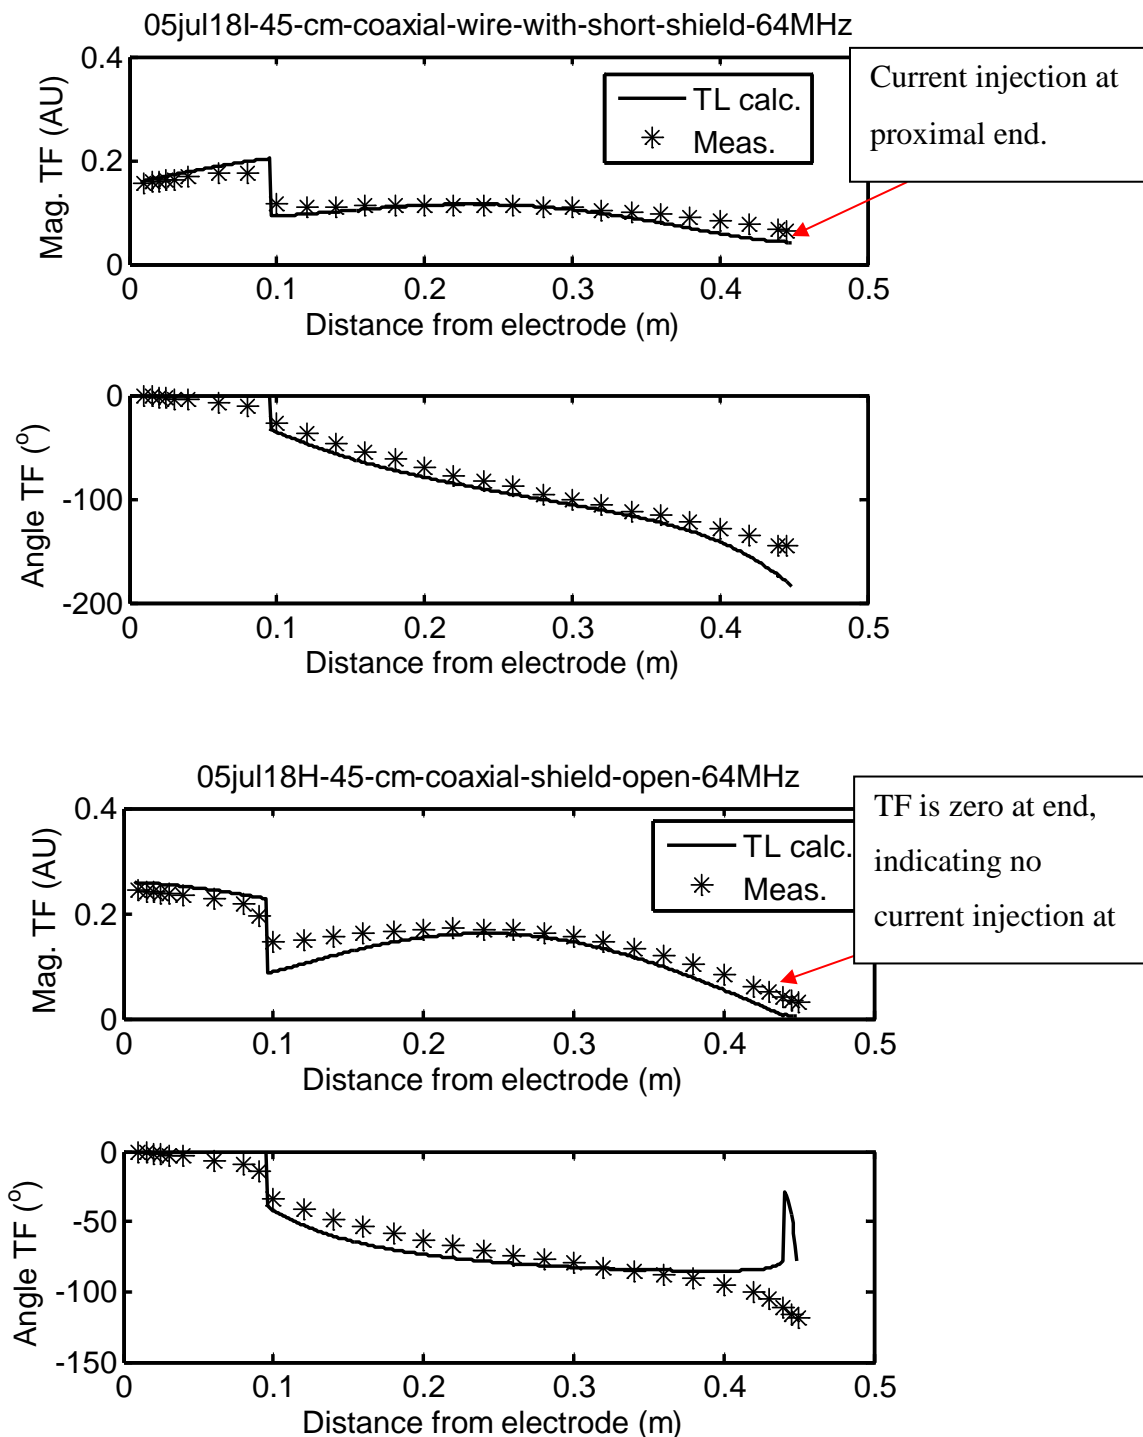 05jul18I-45-cm-coaxial-wire-with-short-shield-64MHz
Mag. TF (AU)
0.4
0.2
0
TL calc.
Meas.
Current injection at
proximal end.
0 0.1 0.2 0.3 0.4 0.5
Distance from electrode (m)
Angle TF (º)
0
-100
-200
0 0.1 0.2 0.3 0.4 0.5
Distance from electrode (m)
05jul18H-45-cm-coaxial-shield-open-64MHz
Mag. TF (AU)
0.4
0.2
0
TL calc.
Meas.
TF is zero at end,
indicating no
current injection at
0 0.1 0.2 0.3 0.4 0.5
Distance from electrode (m)
Angle TF (º)
0
-50
-100
-150
0 0.1 0.2 0.3 0.4 0.5
Distance from electrode (m)